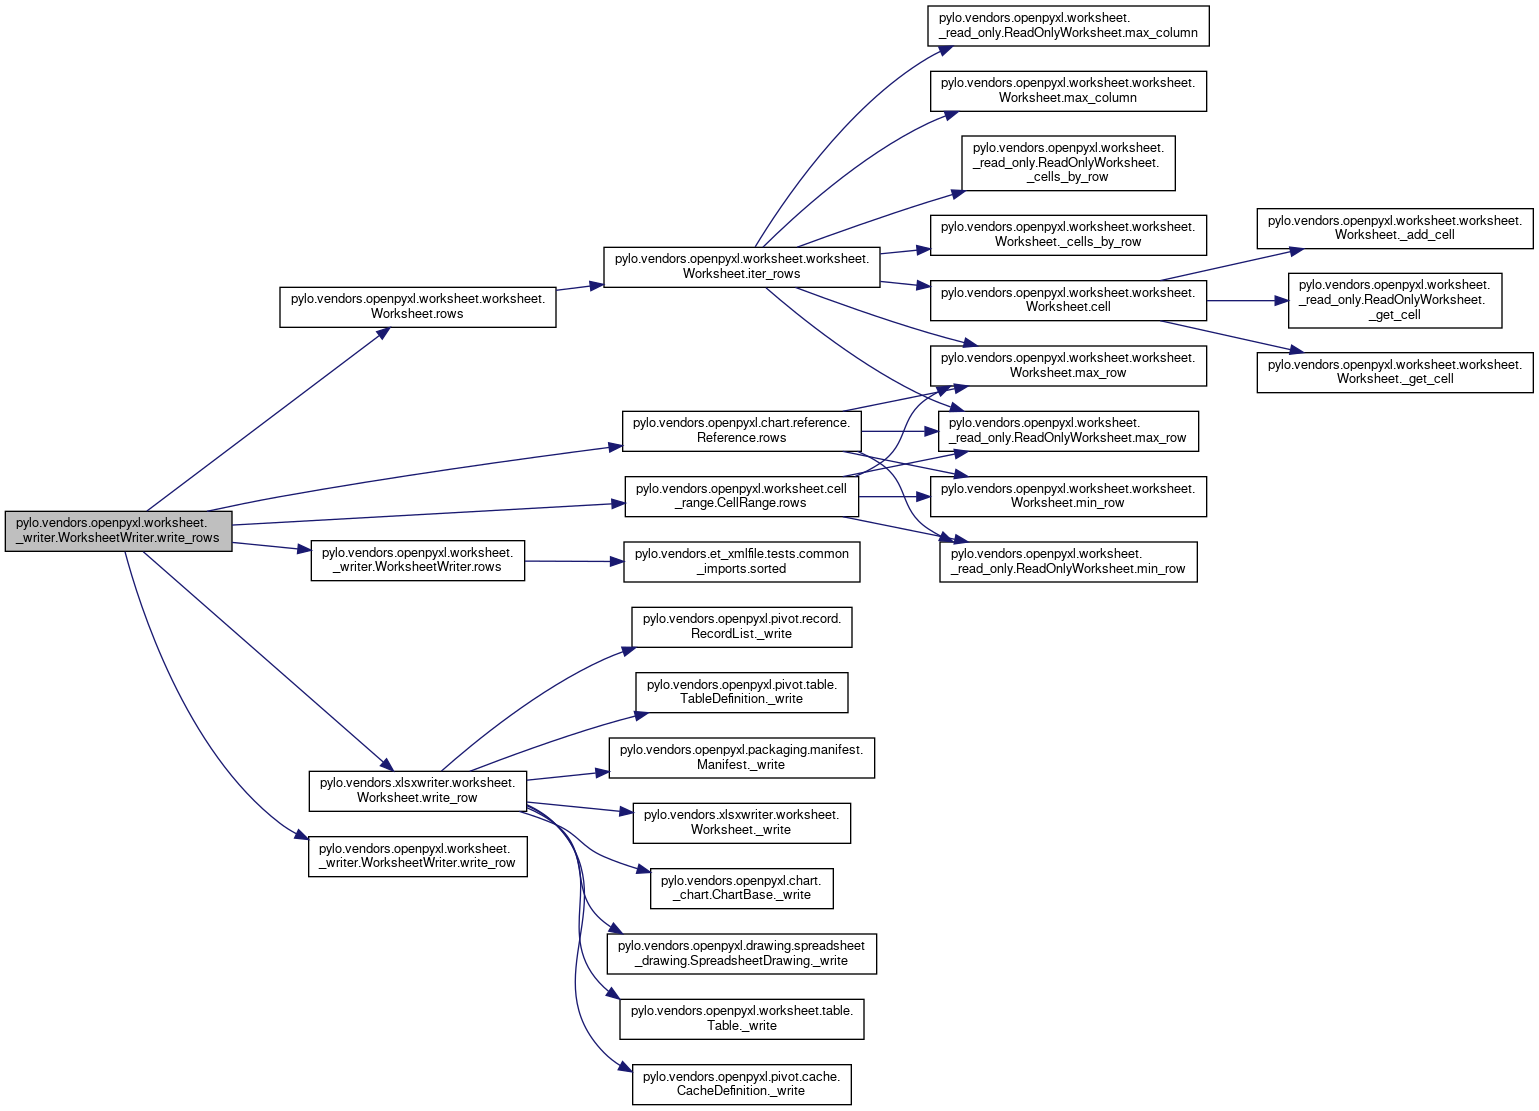 pylo.vendors.openpyxl.worksheet.
_read_only.ReadOnlyWorksheet.max_column
pylo.vendors.openpyxl.worksheet.worksheet.
Worksheet.max_column
pylo.vendors.openpyxl.worksheet.
_read_only.ReadOnlyWorksheet.
_cells_by_row
pylo.vendors.openpyxl.worksheet.worksheet.
Worksheet._cells_by_row
pylo.vendors.openpyxl.worksheet.worksheet.
Worksheet._add_cell
pylo.vendors.openpyxl.worksheet.worksheet.
Worksheet.iter_rows
pylo.vendors.openpyxl.worksheet.worksheet.
Worksheet.rows
pylo.vendors.openpyxl.worksheet.worksheet.
Worksheet.cell
pylo.vendors.openpyxl.worksheet.
_read_only.ReadOnlyWorksheet.
_get_cell
pylo.vendors.openpyxl.worksheet.worksheet.
Worksheet.max_row
pylo.vendors.openpyxl.worksheet.worksheet.
Worksheet._get_cell
pylo.vendors.openpyxl.chart.reference.
Reference.rows
pylo.vendors.openpyxl.worksheet.
_read_only.ReadOnlyWorksheet.max_row
pylo.vendors.openpyxl.worksheet.cell
_range.CellRange.rows
pylo.vendors.openpyxl.worksheet.worksheet.
Worksheet.min_row
pylo.vendors.openpyxl.worksheet.
_writer.WorksheetWriter.write_rows
pylo.vendors.openpyxl.worksheet.
_writer.WorksheetWriter.rows
pylo.vendors.et_xmlfile.tests.common
_imports.sorted
pylo.vendors.openpyxl.worksheet.
_read_only.ReadOnlyWorksheet.min_row
pylo.vendors.openpyxl.pivot.record.
RecordList._write
pylo.vendors.openpyxl.pivot.table.
TableDefinition._write
pylo.vendors.openpyxl.packaging.manifest.
Manifest._write
pylo.vendors.xlsxwriter.worksheet.
Worksheet.write_row
pylo.vendors.xlsxwriter.worksheet.
Worksheet._write
pylo.vendors.openpyxl.worksheet.
_writer.WorksheetWriter.write_row
pylo.vendors.openpyxl.chart.
_chart.ChartBase._write
pylo.vendors.openpyxl.drawing.spreadsheet
_drawing.SpreadsheetDrawing._write
pylo.vendors.openpyxl.worksheet.table.
Table._write
pylo.vendors.openpyxl.pivot.cache.
CacheDefinition._write